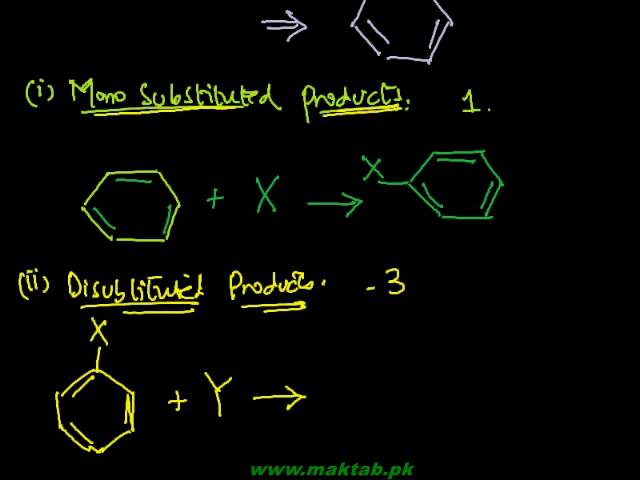 (i) Mono Substituted Products. 1.
+ X → X
(ii) Disubstituted Products. - 3
X
+ Y →
www.maktab.pk